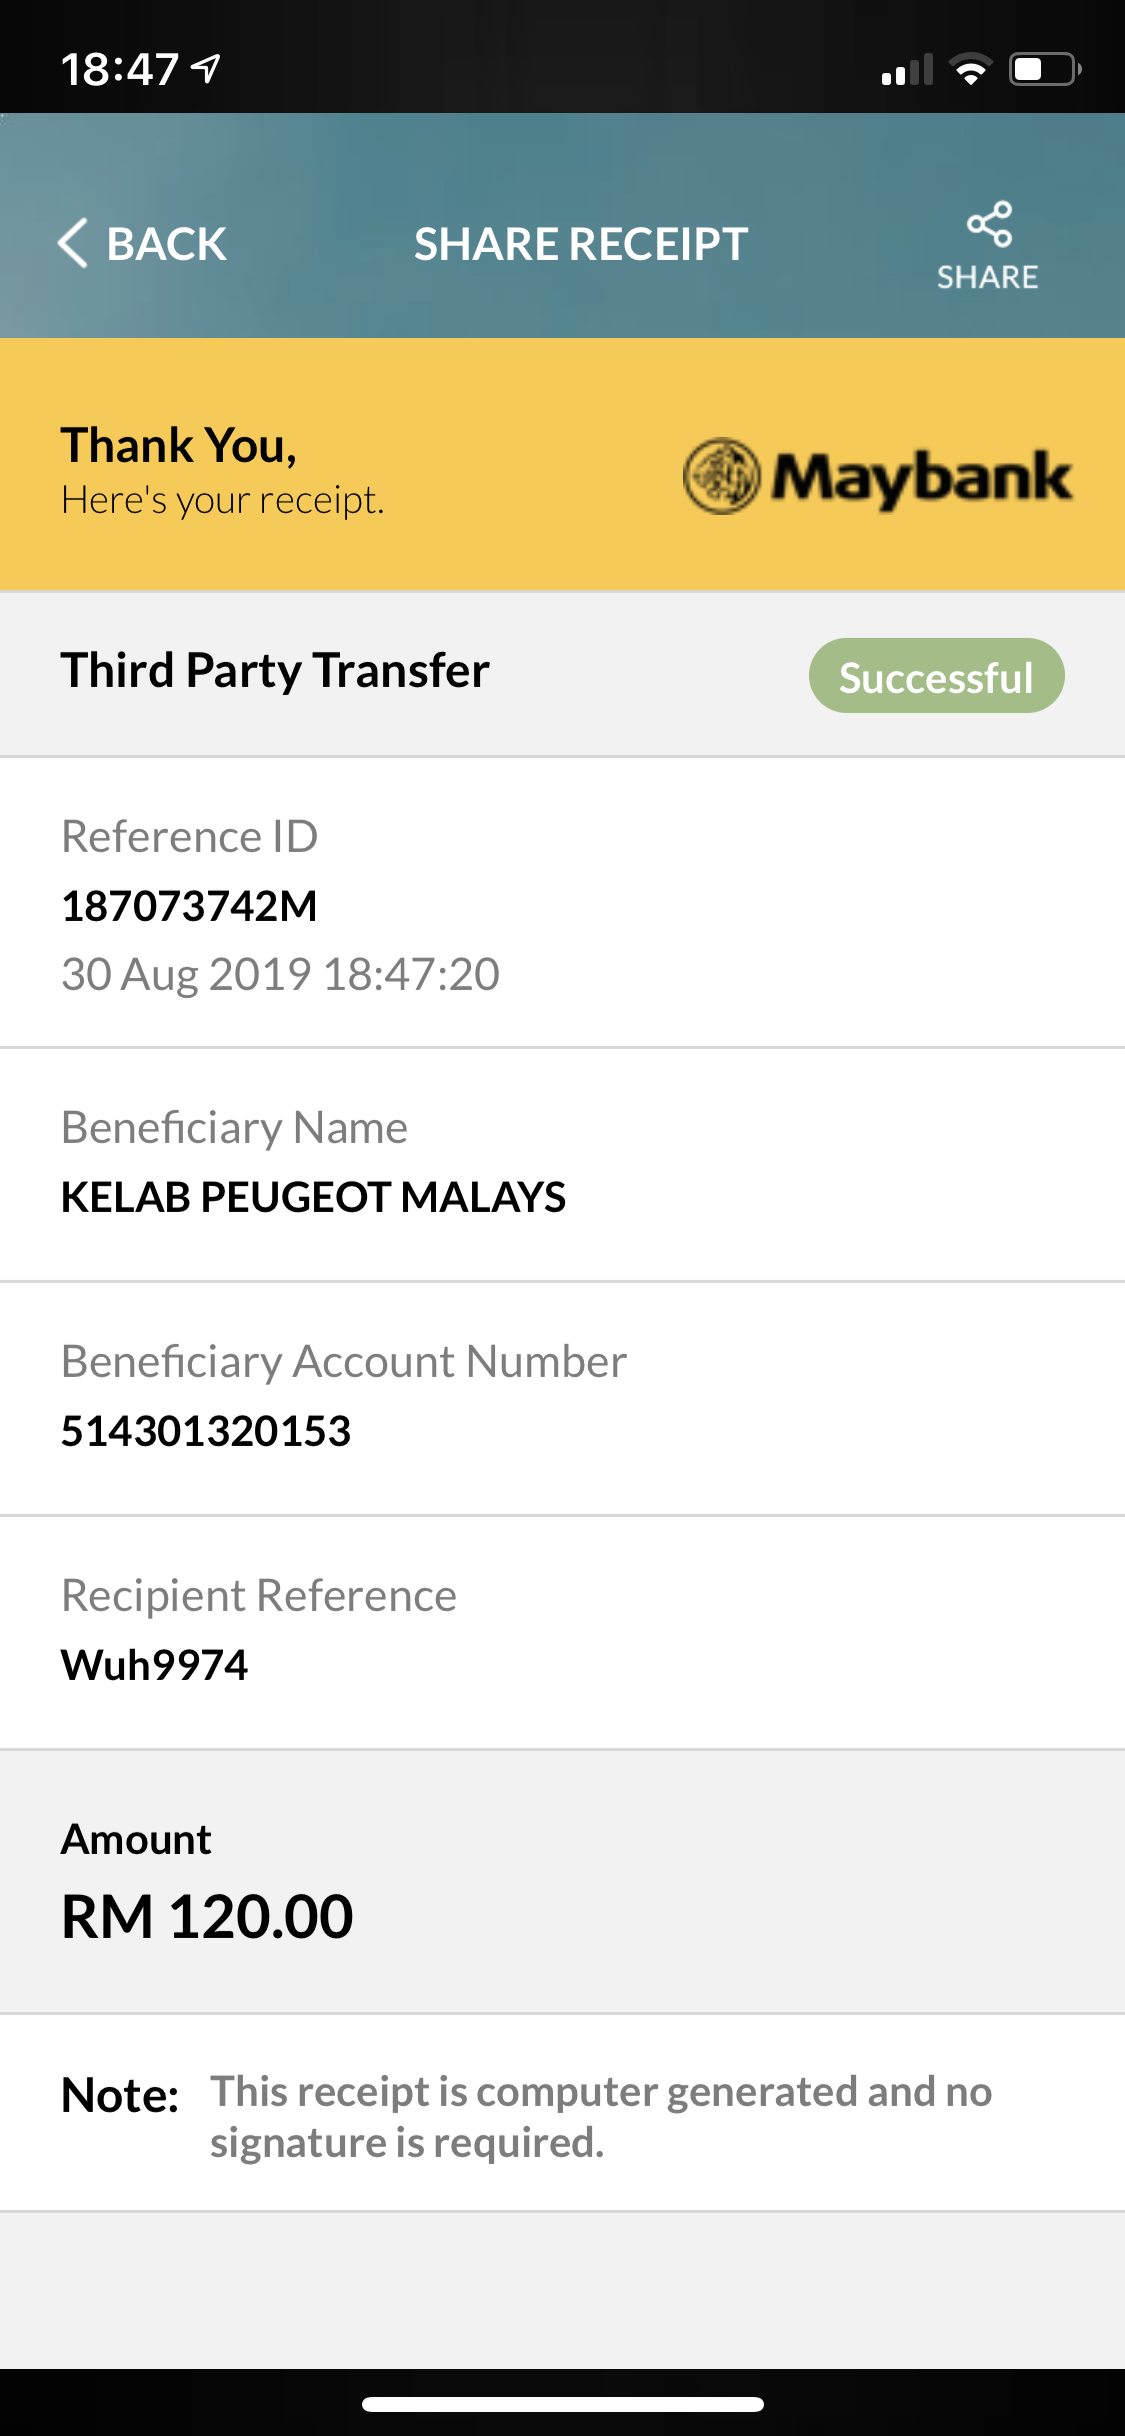 18:47
BACK
SHARE RECEIPT
SHARE
Thank You,
Here's your receipt.
Maybank
Third Party Transfer
Successful
Reference ID
187073742M
30 Aug 2019 18:47:20
Beneficiary Name
KELAB PEUGEOT MALAYS
Beneficiary Account Number
514301320153
Recipient Reference
Wuh9974
Amount
RM 120.00
Note: This receipt is computer generated and no
signature is required.